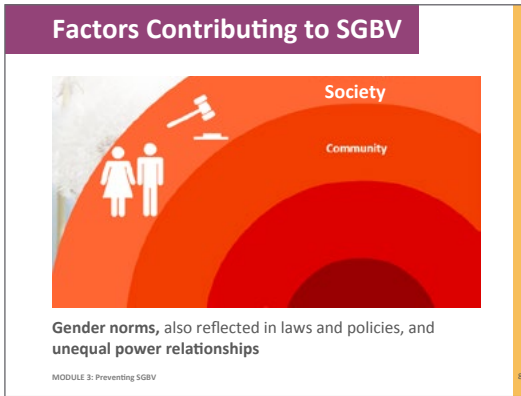 Factors Contributing to SGBV
Society
Community
Gender norms, also reflected in laws and policies, and
unequal power relationships
MODULE 3: Preventing SGBV